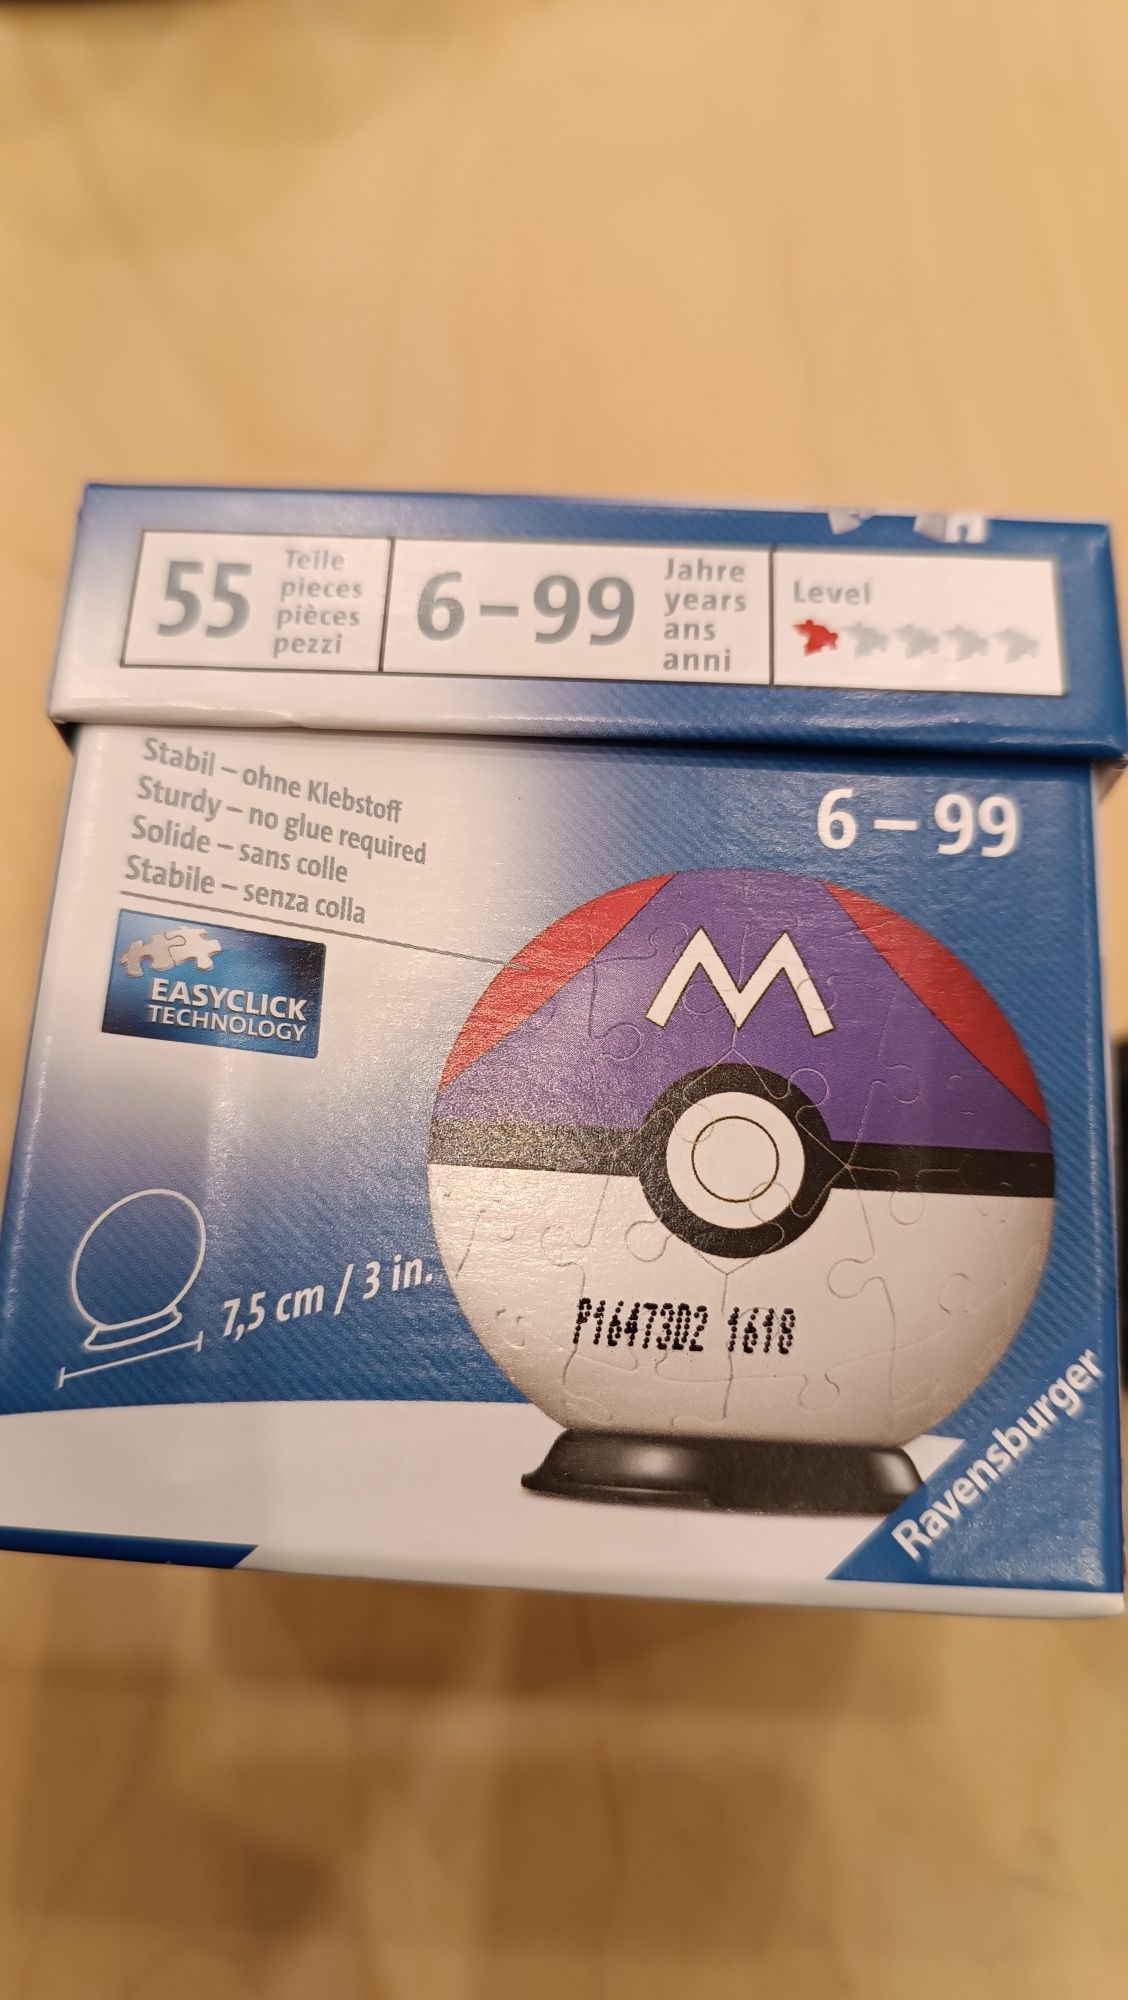 55
Teile
pieces
pièces
pezzi
6–99
Jahre
years
ans
anni
Level
Stabil – ohne Klebstoff
Sturdy – no glue required
Solide – sans colle
Stabile – senza colla
6–99
EASYCLICK
TECHNOLOGY
M
7,5 cm / 3 in.
P16473D2 1618
Ravensburger